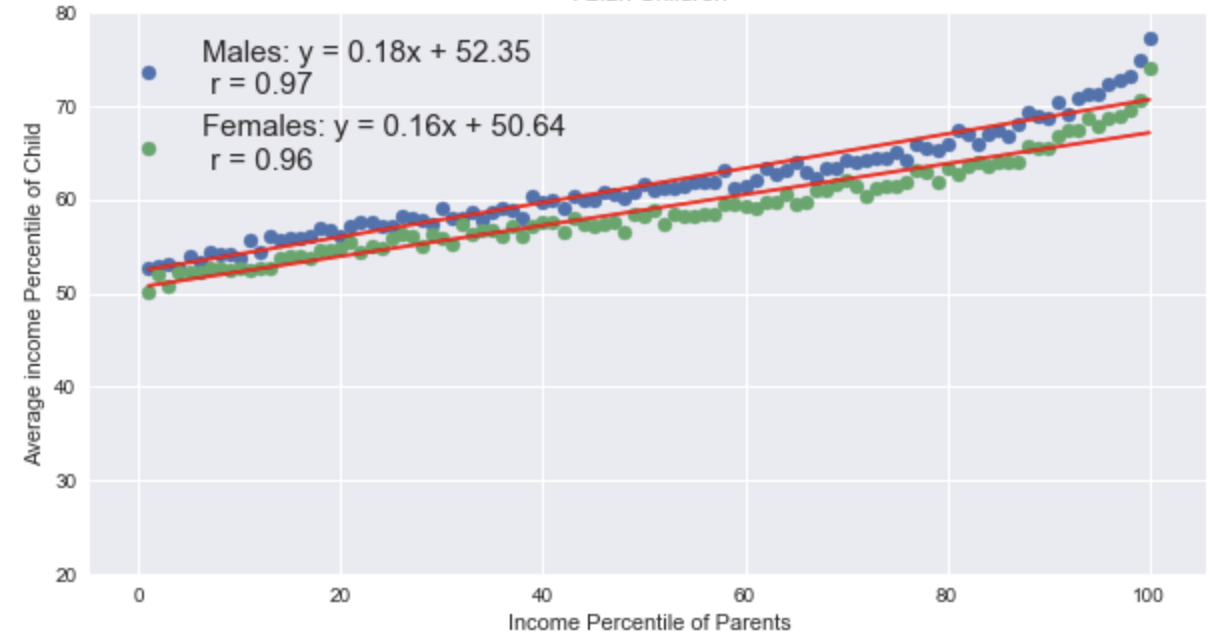 80
Males: y = 0.18x + 52.35
r = 0.97
70
Females: y = 0.16x + 50.64
r = 0.96
60
50
40
30
20
Average income Percentile of Child
0 20 40 60 80 100
Income Percentile of Parents